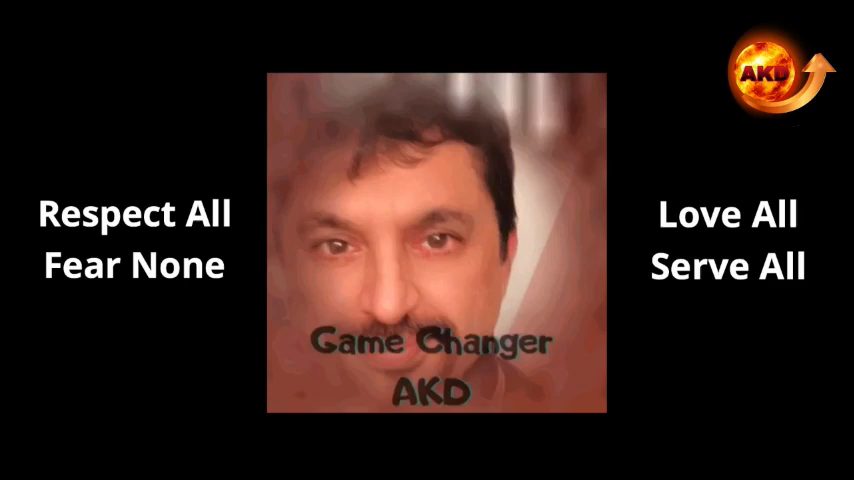 AKD
Respect All
Fear None
Love All
Serve All
Game Changer
AKD